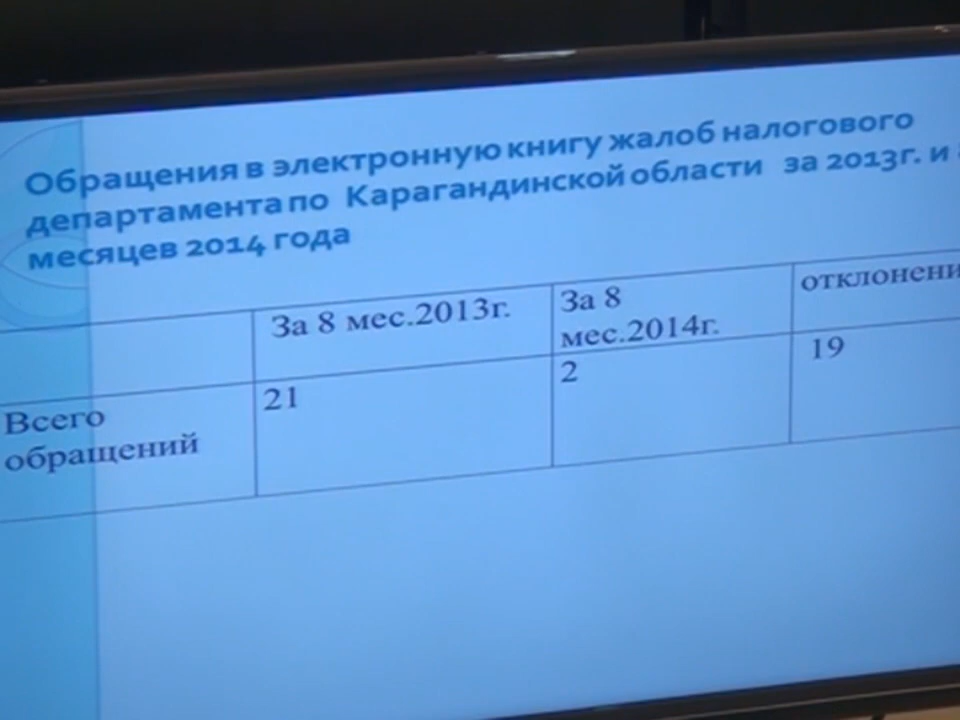 Обращения в электронную книгу жалоб налогового
департамента по Карагандинской области за 2013г. и
месяцев 2014 года
За 8 мес.2013г.
За 8
мес.2014г.
отклонени
Всего
обращений
21
2
19